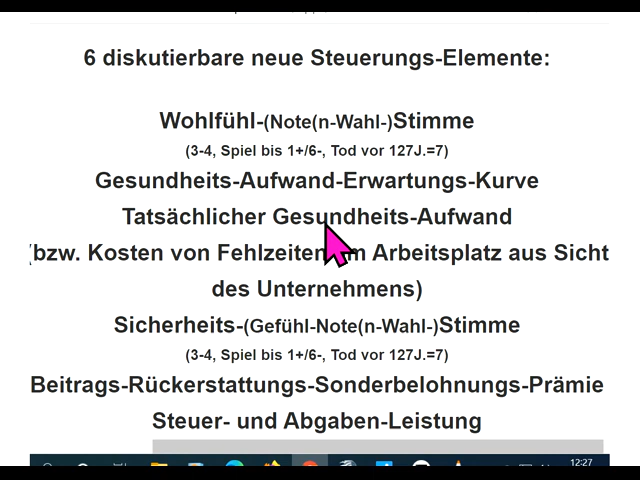 6 diskutierbare neue Steuerungs-Elemente:
Wohlfühl-(Note(n-Wahl-)Stimme
(3-4, Spiel bis 1+/6-, Tod vor 127J.=7)
Gesundheits-Aufwand-Erwartungs-Kurve
Tatsächlicher Gesundheits-Aufwand
(bzw. Kosten von Fehlzeiten am Arbeitsplatz aus Sicht
des Unternehmens)
Sicherheits-(Gefühl-Note(n-Wahl-)Stimme
(3-4, Spiel bis 1+/6-, Tod vor 127J.=7)
Beitrags-Rückerstattungs-Sonderbelohnungs-Prämie
Steuer- und Abgaben-Leistung
12:27